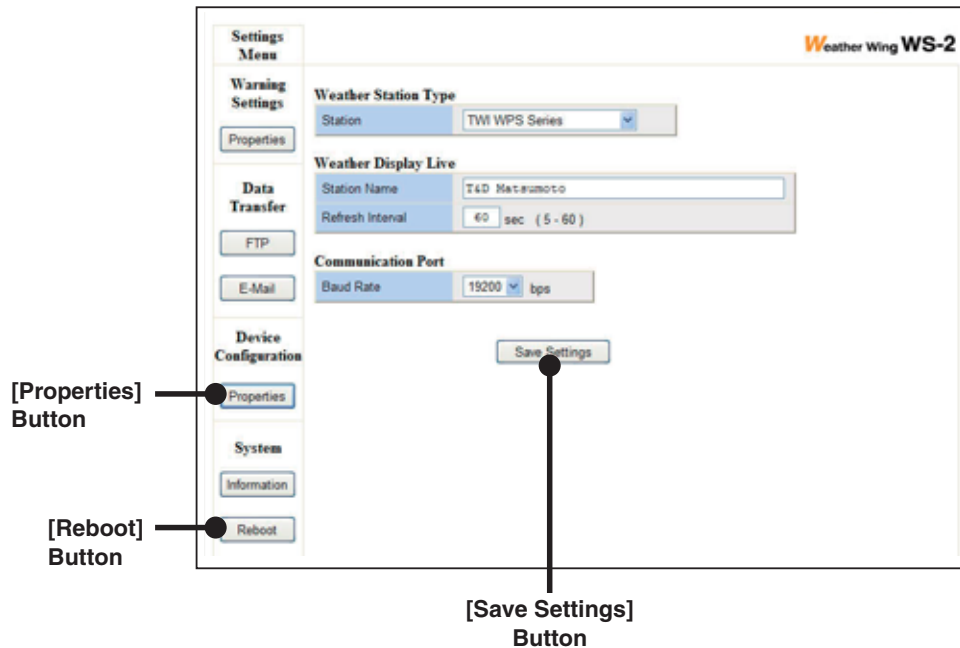 Settings
Menu
Weather Wing WS-2
Warning
Settings
Properties
Data
Transfer
FTP
E-Mail
Device
Configuration
Properties
System
Information
Reboot
Weather Station Type
Station TWI WPS Series
Weather Display Live
Station Name T&D Matsumoto
Refresh Interval 60 sec ( 5 - 60 )
Communication Port
Baud Rate 19200 bps
Save Settings
[Properties]
Button
[Reboot]
Button
[Save Settings]
Button